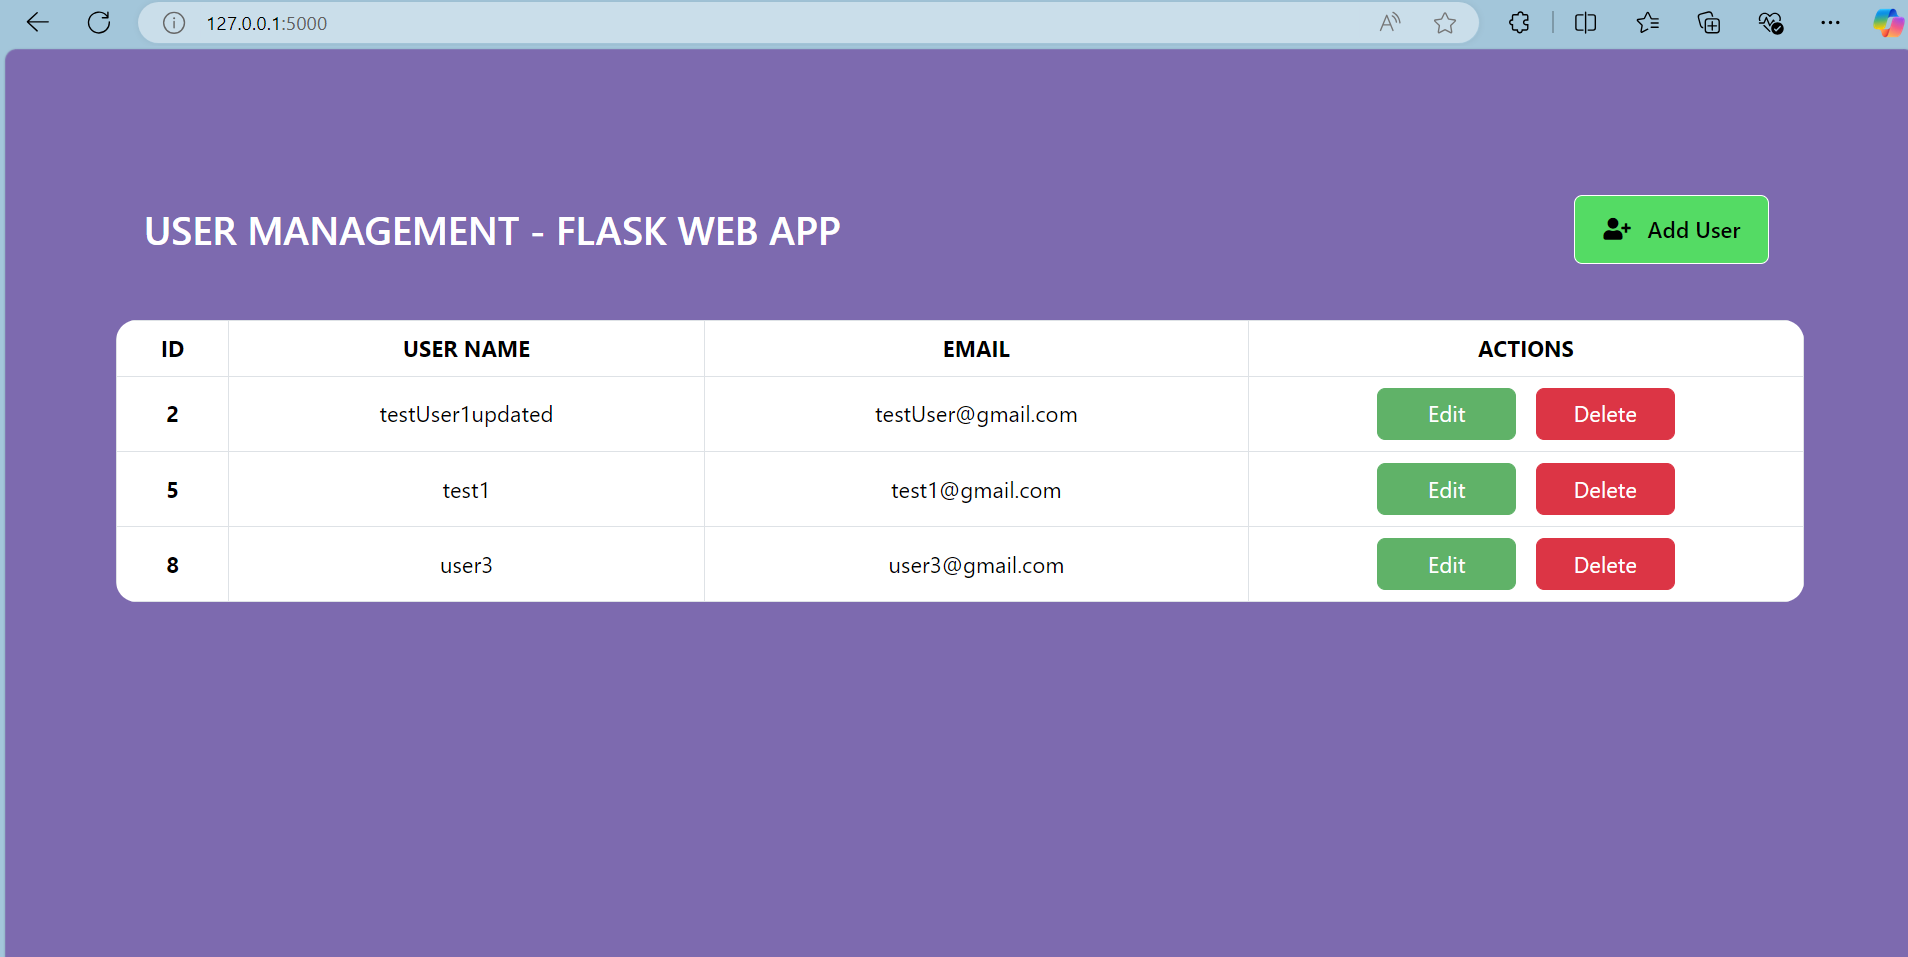 127.0.0.1:5000
USER MANAGEMENT - FLASK WEB APP
Add User
ID USER NAME EMAIL ACTIONS
2 testUser1updated testUser@gmail.com Edit Delete
5 test1 test1@gmail.com Edit Delete
8 user3 user3@gmail.com Edit Delete